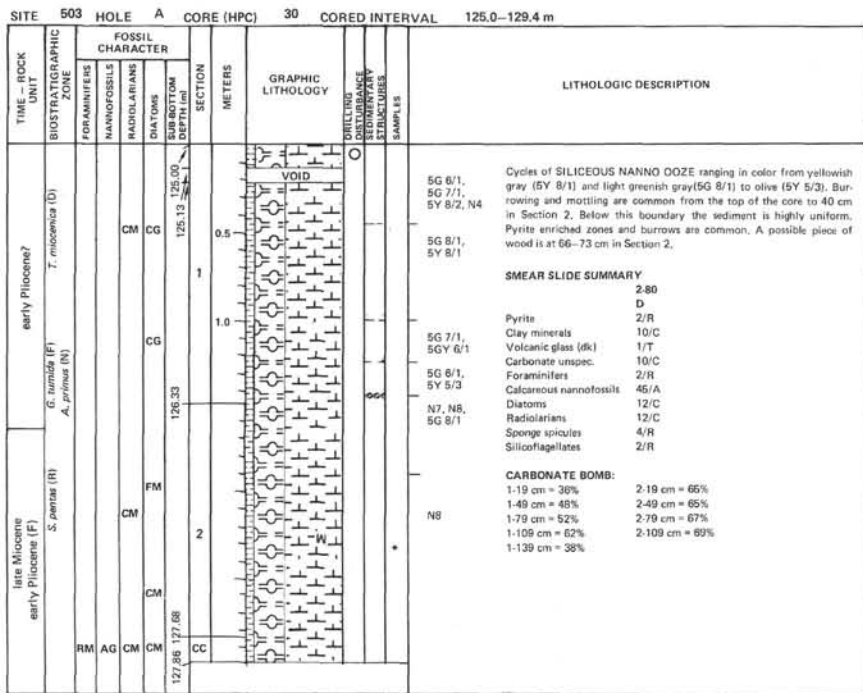 SITE 503 HOLE A CORE (HPC) 30 CORED INTERVAL 125.0–129.4 m
TIME – ROCK UNIT
BIOSTRATIGRAPHIC ZONE
FOSSIL CHARACTER
FORAMINIFERS
NANNOFOSSILS
RADIOLARIANS
DIATOMS
SUB-BOTTOM DEPTH (m)
SECTION
METERS
GRAPHIC LITHOLOGY
DRILLING DISTURBANCE
SEDIMENTARY STRUCTURES
SAMPLES
LITHOLOGIC DESCRIPTION
early Pliocene?
late Miocene
early Pliocene (F)
T. miocenica (D)
G. tumida (F)
A. primus (N)
S. pentas (R)
CM CG
CG
FM
CM
CM
RM AG CM CM
125.00
125.13
126.33
127.68
127.86
1
2
CC
0.5
1.0
VOID
W
5G 6/1,
5G 7/1,
5Y 8/2, N4
5G 8/1,
5Y 8/1
5G 7/1,
5GY 6/1
5G 6/1,
5Y 5/3
N7, N8,
5G 8/1
N8
*
Cycles of SILICEOUS NANNO OOZE ranging in color from yellowish
gray (5Y 8/1) and light greenish gray(5G 8/1) to olive (5Y 5/3). Bur-
rowing and mottling are common from the top of the core to 40 cm
in Section 2. Below this boundary the sediment is highly uniform.
Pyrite enriched zones and burrows are common. A possible piece of
wood is at 66–73 cm in Section 2.
SMEAR SLIDE SUMMARY
2-80
D
Pyrite 2/R
Clay minerals 10/C
Volcanic glass (dk) 1/T
Carbonate unspec. 10/C
Foraminifers 2/R
Calcareous nannofossils 45/A
Diatoms 12/C
Radiolarians 12/C
Sponge spicules 4/R
Silicoflagellates 2/R
CARBONATE BOMB:
1-19 cm = 36% 2-19 cm = 66%
1-49 cm = 48% 2-49 cm = 65%
1-79 cm = 52% 2-79 cm = 67%
1-109 cm = 62% 2-109 cm = 69%
1-139 cm = 38%